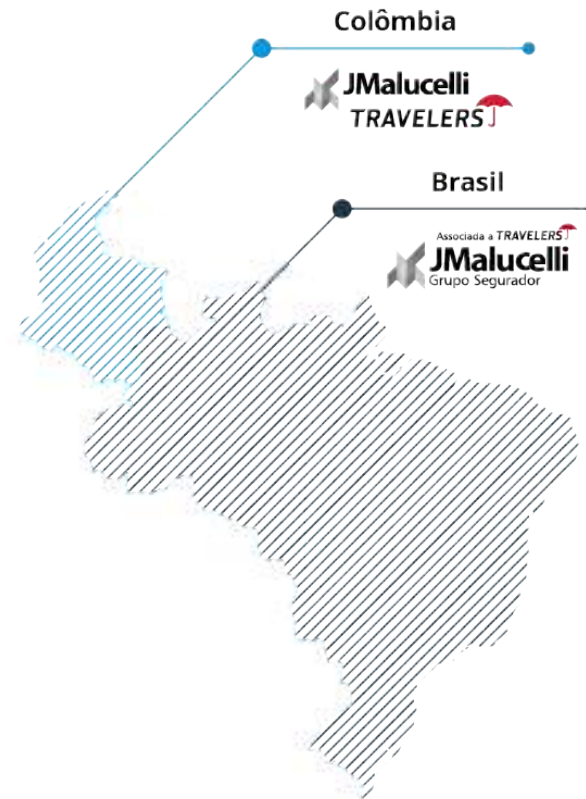 Colômbia
JMalucelli
TRAVELERS
Brasil
Associada a TRAVELERS
JMalucelli
Grupo Segurador